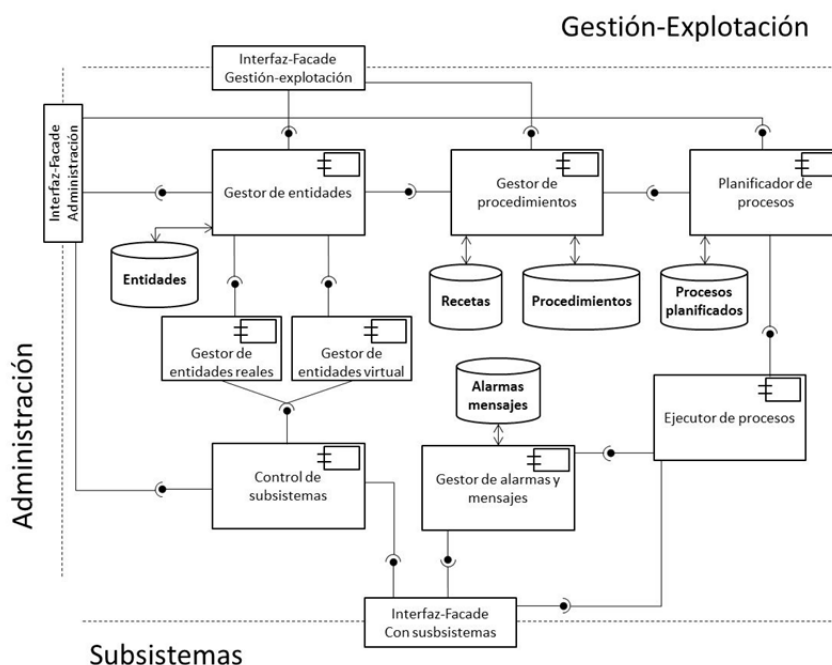 Gestión-Explotación
Interfaz-Facade
Gestión-explotación
Interfaz-Facade
Administración
Gestor de entidades
Gestor de
procedimientos
Planificador de
procesos
Entidades
Recetas
Procedimientos
Procesos
planificados
Gestor de
entidades reales
Gestor de
entidades virtual
Alarmas
mensajes
Ejecutor de procesos
Administración
Control de
subsistemas
Gestor de alarmas y
mensajes
Interfaz-Facade
Con susbsistemas
Subsistemas